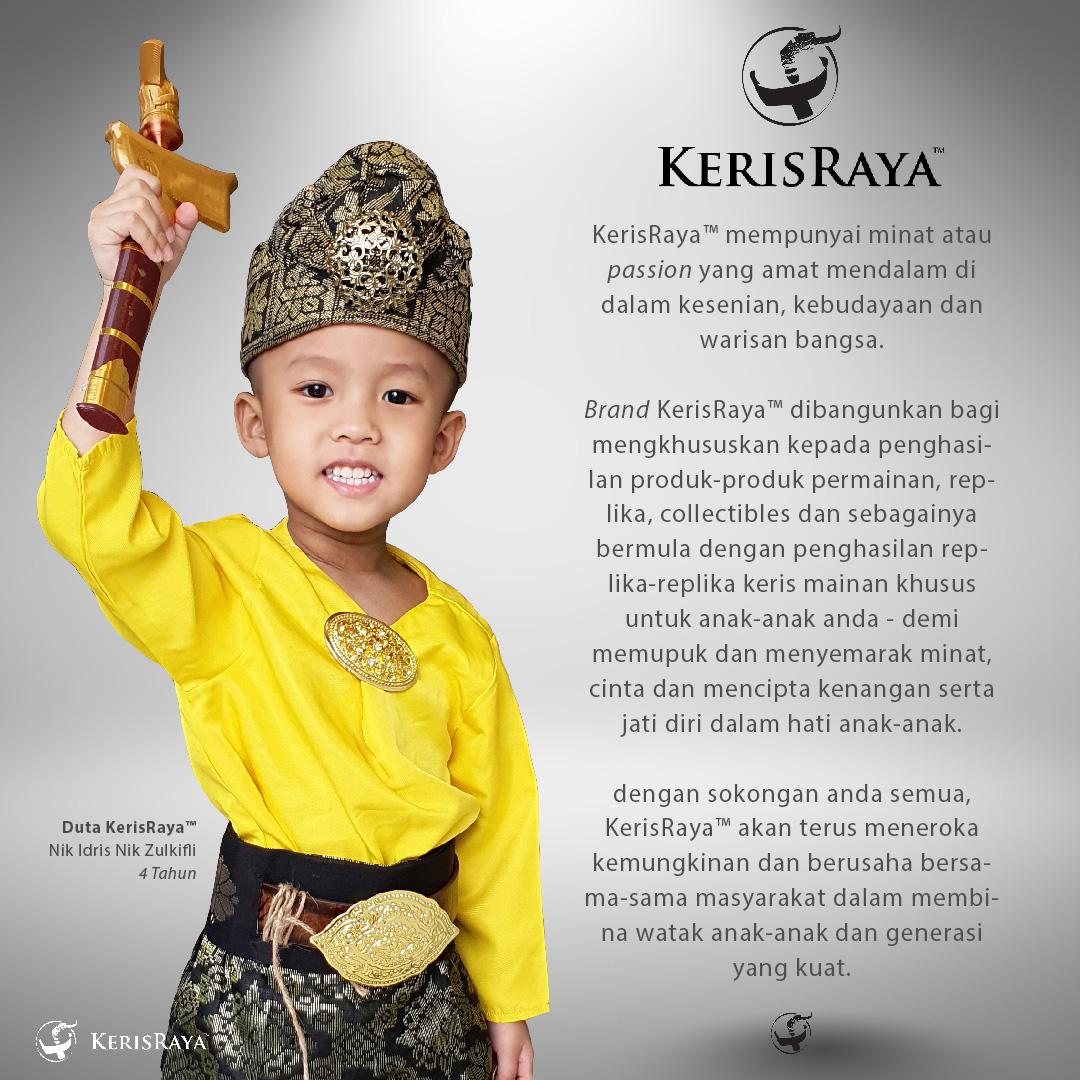 KERISRAYA™
KerisRaya™ mempunyai minat atau
passion yang amat mendalam di
dalam kesenian, kebudayaan dan
warisan bangsa.
Brand KerisRaya™ dibangunkan bagi
mengkhususkan kepada penghasi-
lan produk-produk permainan, rep-
lika, collectibles dan sebagainya
bermula dengan penghasilan rep-
lika-replika keris mainan khusus
untuk anak-anak anda - demi
memupuk dan menyemarak minat,
cinta dan mencipta kenangan serta
jati diri dalam hati anak-anak.
dengan sokongan anda semua,
KerisRaya™ akan terus meneroka
kemungkinan dan berusaha bersa-
ma-sama masyarakat dalam membi-
na watak anak-anak dan generasi
yang kuat.
Duta KerisRaya™
Nik Idris Nik Zulkifli
4 Tahun
KERISRAYA™